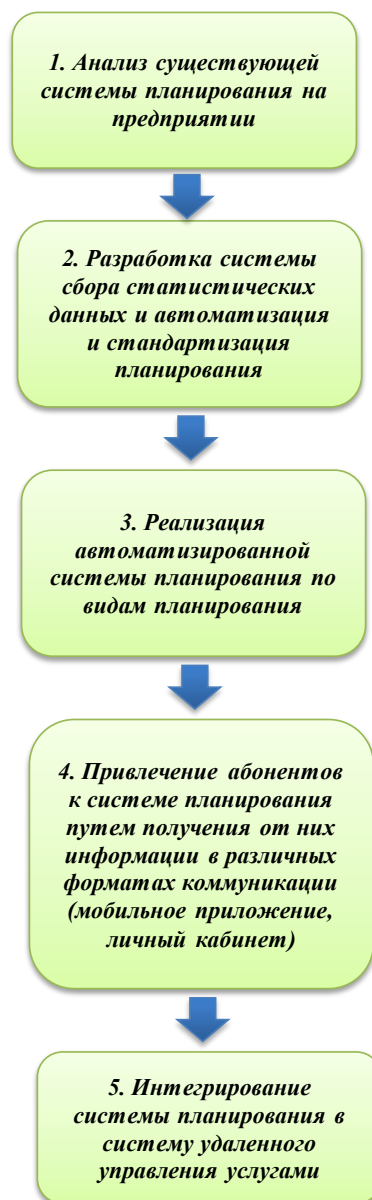 1. Анализ существующей
системы планирования на
предприятии
2. Разработка системы
сбора статистических
данных и автоматизация
и стандартизация
планирования
3. Реализация
автоматизированной
системы планирования по
видам планирования
4. Привлечение абонентов
к системе планирования
путем получения от них
информации в различных
форматах коммуникации
(мобильное приложение,
личный кабинет)
5. Интегрирование
системы планирования в
систему удаленного
управления услугами